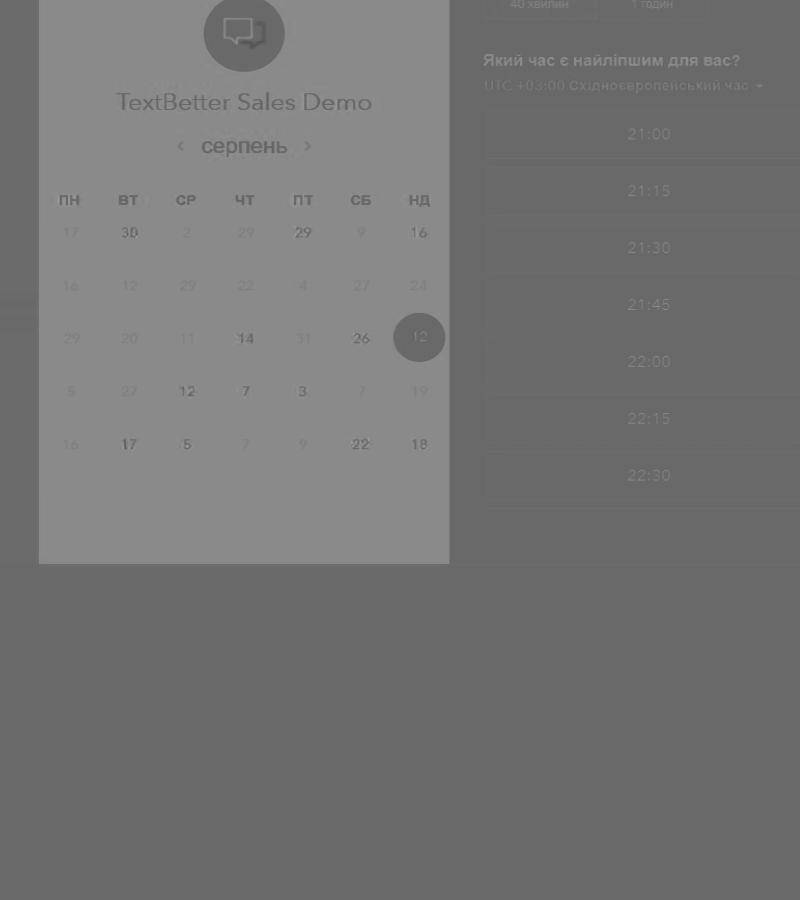 40 хвилин 1 годин
TextBetter Sales Demo
‹ серпень ›
ПН ВТ СР ЧТ ПТ СБ НД
17 30 2 29 29 9 16
16 12 29 22 4 27 24
29 20 11 14 31 26 12
5 27 12 7 3 7 19
16 17 5 7 9 22 18
Який час є найліпшим для вас?
UTC +03:00 Східноєвропейський час
21:00
21:15
21:30
21:45
22:00
22:15
22:30